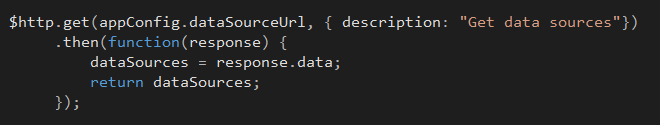 $http.get(appConfig.dataSourceUrl, { description: "Get data sources"})
    .then(function(response) {
        dataSources = response.data;
        return dataSources;
    });